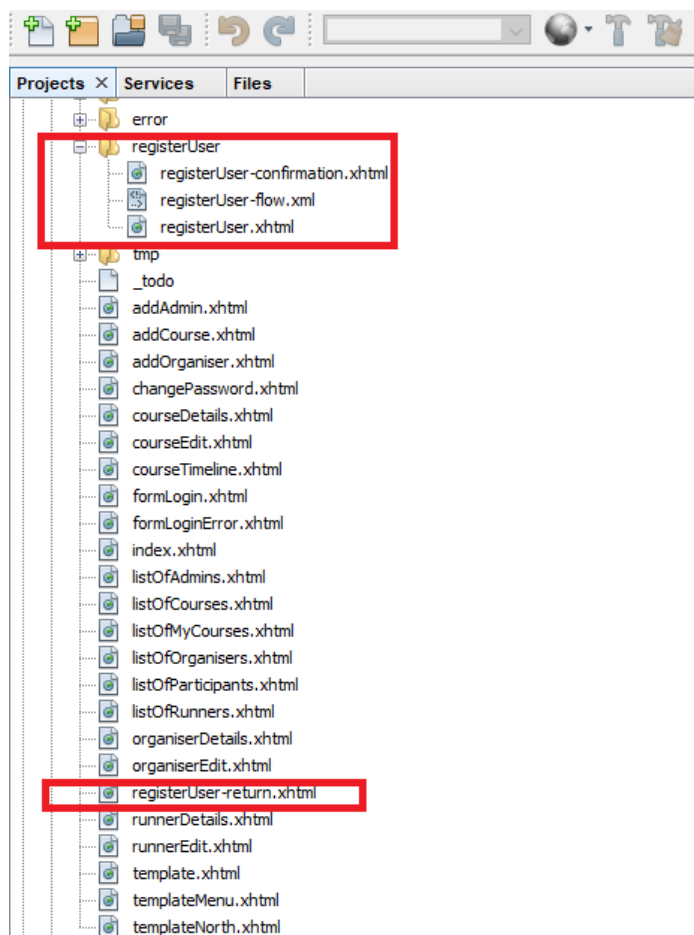 Projects Services Files
error
registerUser
registerUser-confirmation.xhtml
registerUser-flow.xml
registerUser.xhtml
tmp
_todo
addAdmin.xhtml
addCourse.xhtml
addOrganiser.xhtml
changePassword.xhtml
courseDetails.xhtml
courseEdit.xhtml
courseTimeline.xhtml
formLogin.xhtml
formLoginError.xhtml
index.xhtml
listOfAdmins.xhtml
listOfCourses.xhtml
listOfMyCourses.xhtml
listOfOrganisers.xhtml
listOfParticipants.xhtml
listOfRunners.xhtml
organiserDetails.xhtml
organiserEdit.xhtml
registerUser-return.xhtml
runnerDetails.xhtml
runnerEdit.xhtml
template.xhtml
templateMenu.xhtml
templateNorth.xhtml